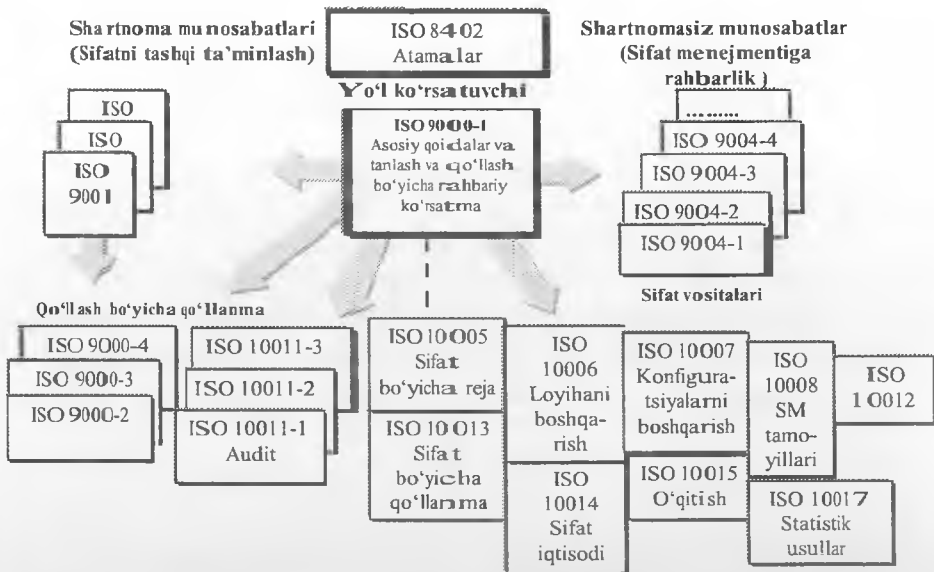 Shartnoma munosabatlari
(Sifatni tashqi ta'minlash)
ISO 8402
Atamalar
Shartnomasiz munosabatlar
(Sifat menejmentiga
rahbarlik )
Yo'l ko'rsatuvchi
ISO 9000-1
Asosiy qoidalar va
tanlash va qo'llash
bo'yicha rahbariy
ko'rsatma
ISO
ISO
ISO
9001
..........
ISO 9004-4
ISO 9004-3
ISO 9004-2
ISO 9004-1
Sifat vositalari
Qo'llash bo'yicha qo'llanma
ISO 9000-4
ISO 9000-3
ISO 9000-2
ISO 10011-3
ISO 10011-2
ISO 10011-1
Audit
ISO 10005
Sifat
bo'yicha reja
ISO 10013
Sifat
bo'yicha
qo'llanma
ISO
10006
Loyihani
boshqa-
rish
ISO
10014
Sifat
iqtisodi
ISO 10007
Konfigura-
tsiyalarni
boshqarish
ISO 10015
O'qitish
ISO
10008
SM
tamo-
yillari
ISO 10017
Statistik
usullar
ISO
10012